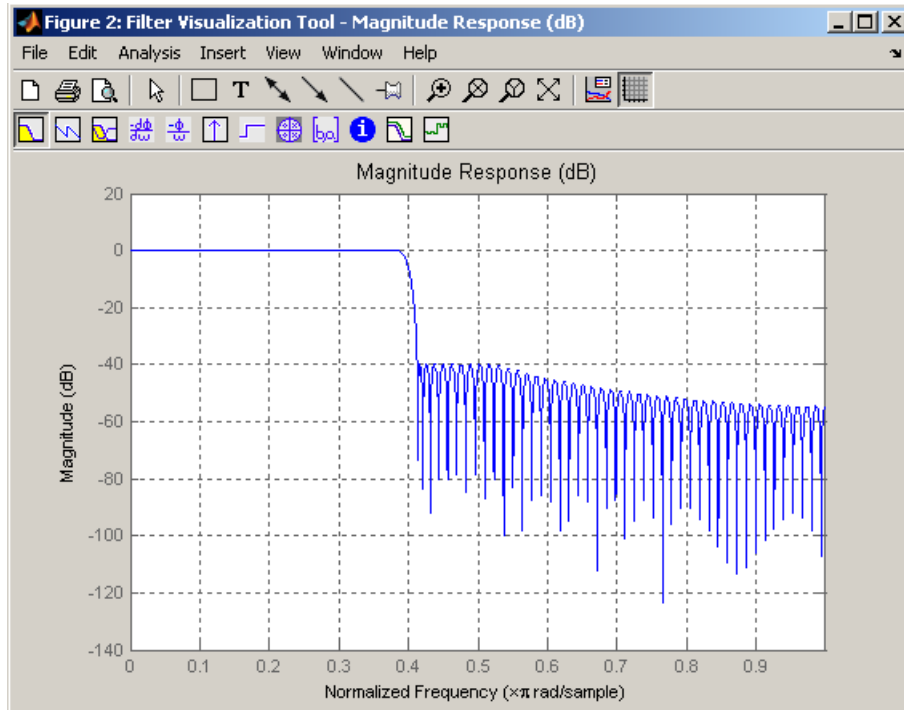 Figure 2: Filter Visualization Tool - Magnitude Response (dB)
File Edit Analysis Insert View Window Help
T
[b,a]
i
Magnitude Response (dB)
20
0
-20
-40
-60
-80
-100
-120
-140
Magnitude (dB)
0 0.1 0.2 0.3 0.4 0.5 0.6 0.7 0.8 0.9
Normalized Frequency (×π rad/sample)